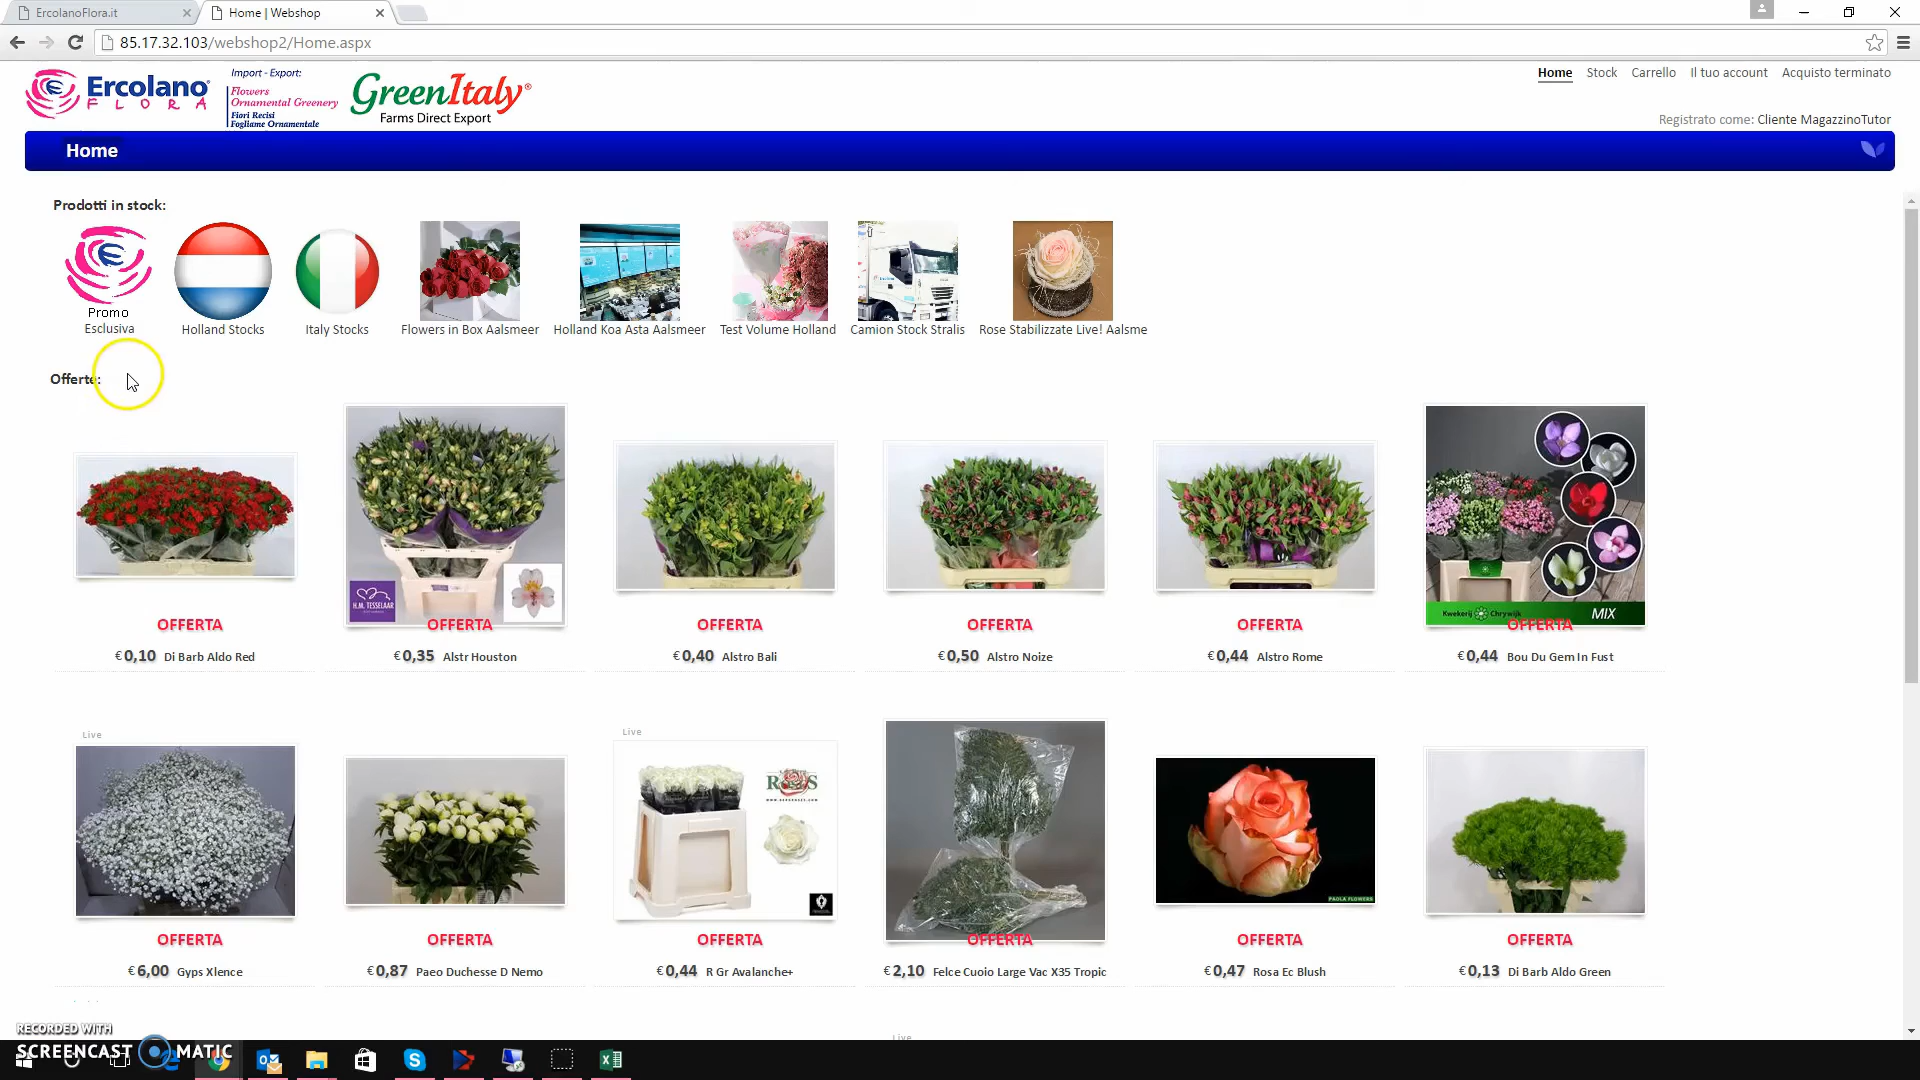 ErcolanoFlora.it
Home | Webshop
85.17.32.103/webshop2/Home.aspx
Ercolano
FLORA
Import - Export:
Flowers
Ornamental Greenery
Fiori Recisi
Fogliame Ornamentale
GreenItaly®
Farms Direct Export
Home Stock Carrello Il tuo account Acquisto terminato
Registrato come: Cliente MagazzinoTutor
Home
Prodotti in stock:
Promo
Esclusiva
Holland Stocks
Italy Stocks
Flowers in Box Aalsmeer
Holland Koa Asta Aalsmeer
Test Volume Holland
Camion Stock Stralis
Rose Stabilizzate Live! Aalsme
Offerte:
H.M. TESSELAAR
Kwekerij Chrywijk MIX
OFFERTA OFFERTA OFFERTA OFFERTA OFFERTA OFFERTA
€ 0,10 Di Barb Aldo Red
€ 0,35 Alstr Houston
€ 0,40 Alstro Bali
€ 0,50 Alstro Noize
€ 0,44 Alstro Rome
€ 0,44 Bou Du Gem In Fust
Live
Live
PAOLA FLOWERS
OFFERTA OFFERTA OFFERTA OFFERTA OFFERTA OFFERTA
€ 6,00 Gyps Xlence
€ 0,87 Paeo Duchesse D Nemo
€ 0,44 R Gr Avalanche+
€ 2,10 Felce Cuoio Large Vac X35 Tropic
€ 0,47 Rosa Ec Blush
€ 0,13 Di Barb Aldo Green
Live
RECORDED WITH
SCREENCAST MATIC